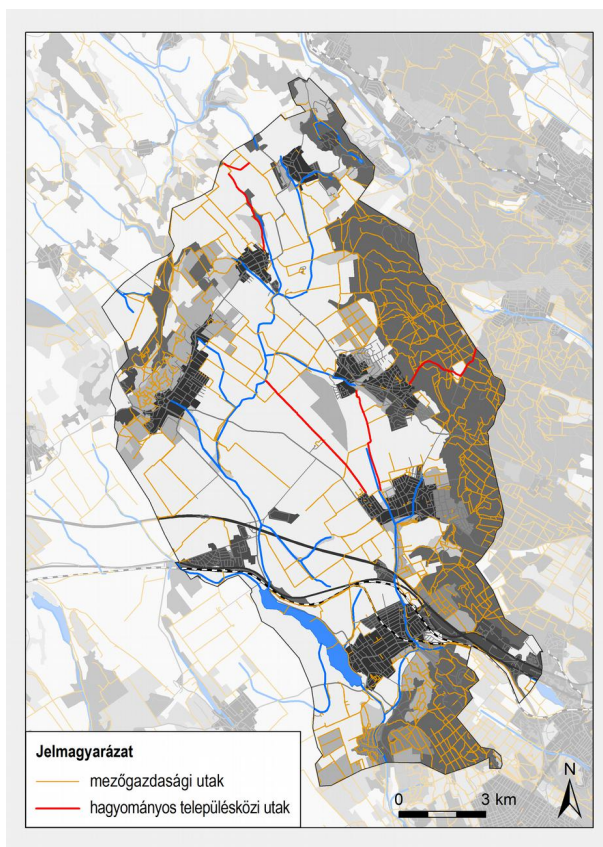 Jelmagyarázat
mezőgazdasági utak
hagyományos településközi utak
N
0 3 km